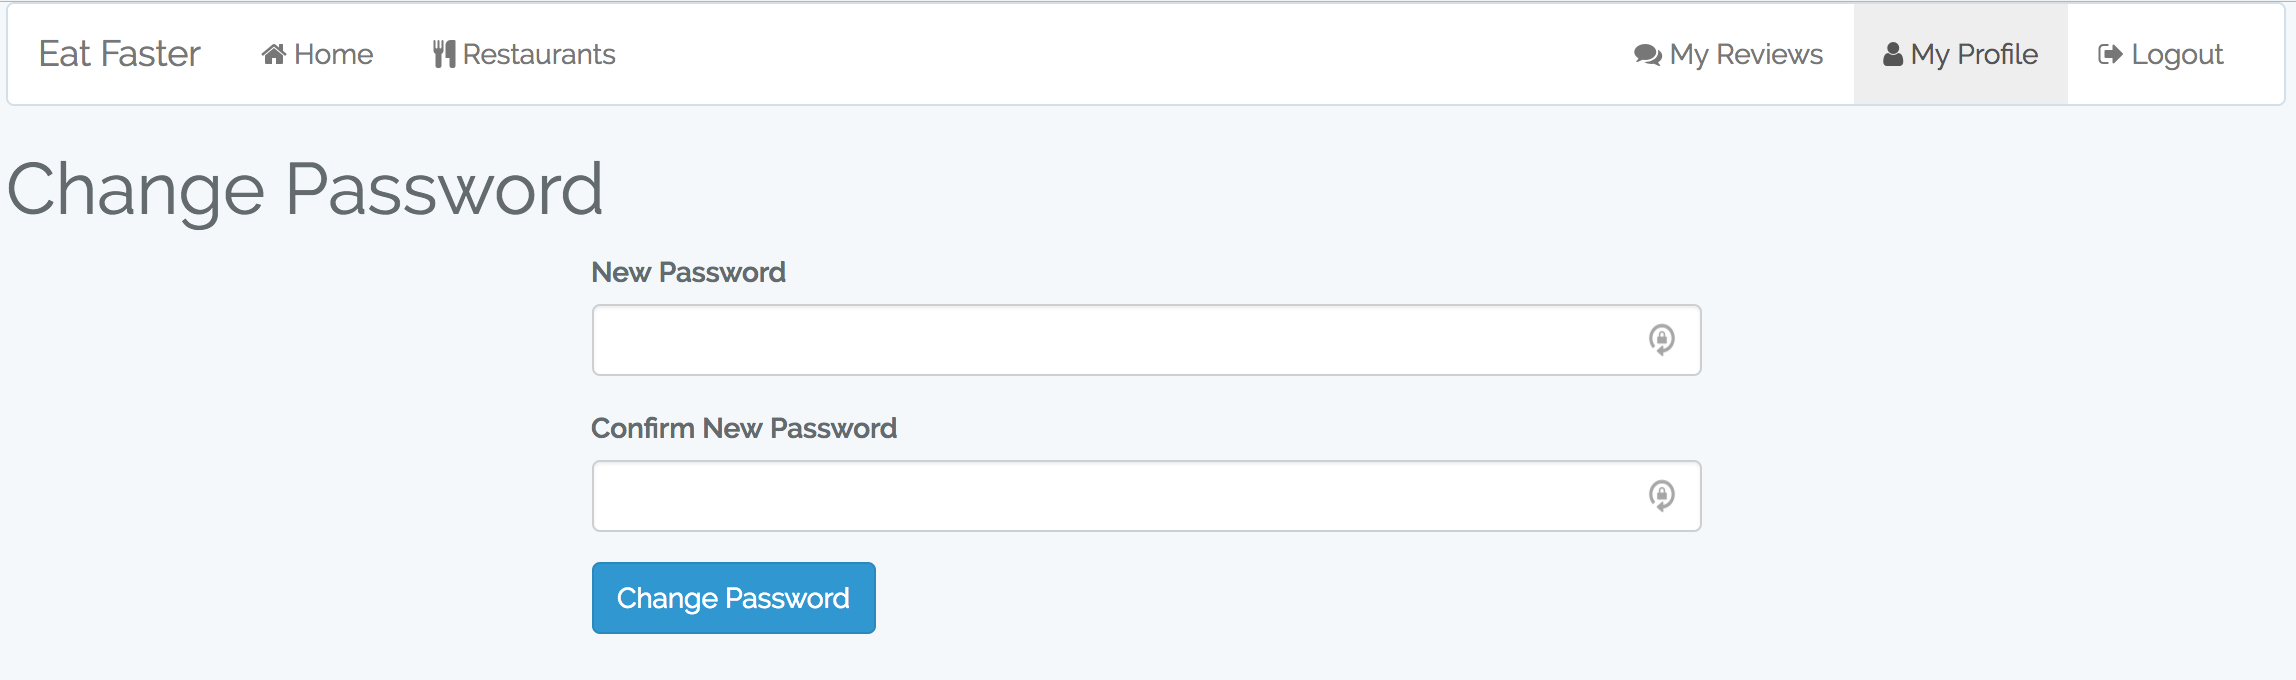 Eat Faster Home Restaurants My Reviews My Profile Logout
Change Password
New Password
Confirm New Password
Change Password